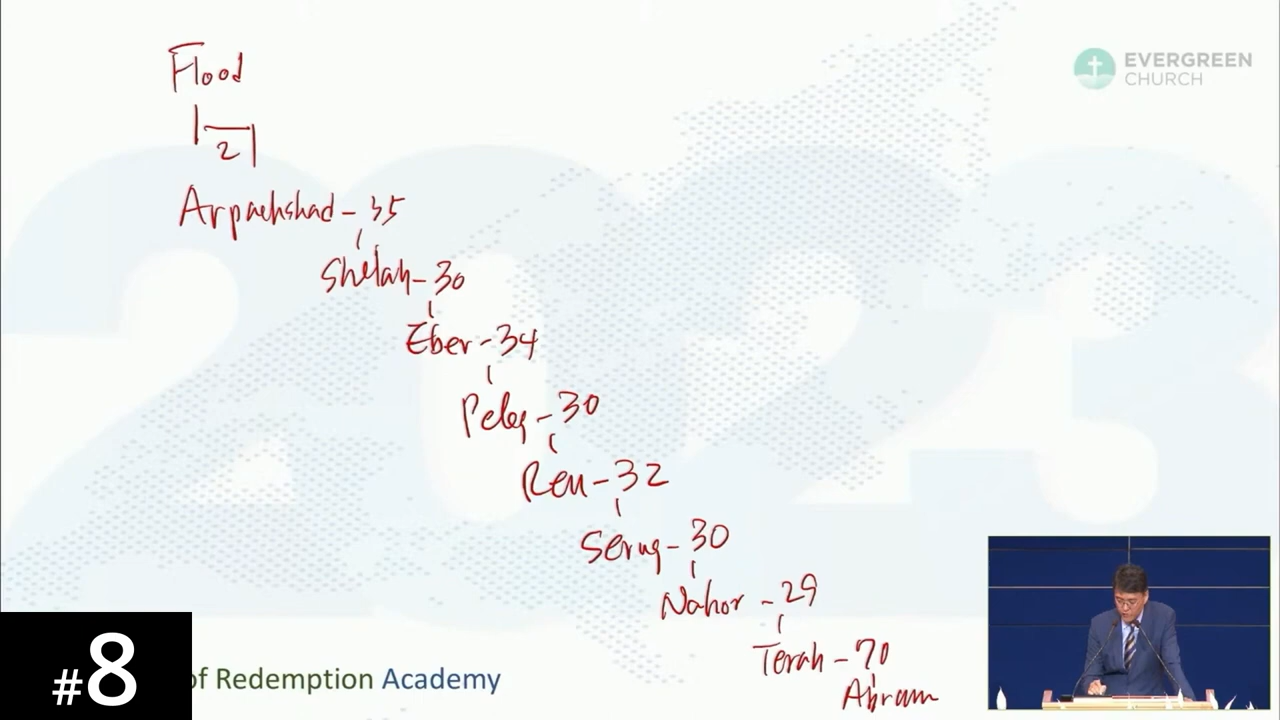 Flood
2
EVERGREEN
CHURCH
Arpachshad - 35
Shelah - 30
Eber - 34
Peleg - 30
Reu - 32
Serug - 30
Nahor - 29
Terah - 70
Abram
#8
of Redemption Academy
2023